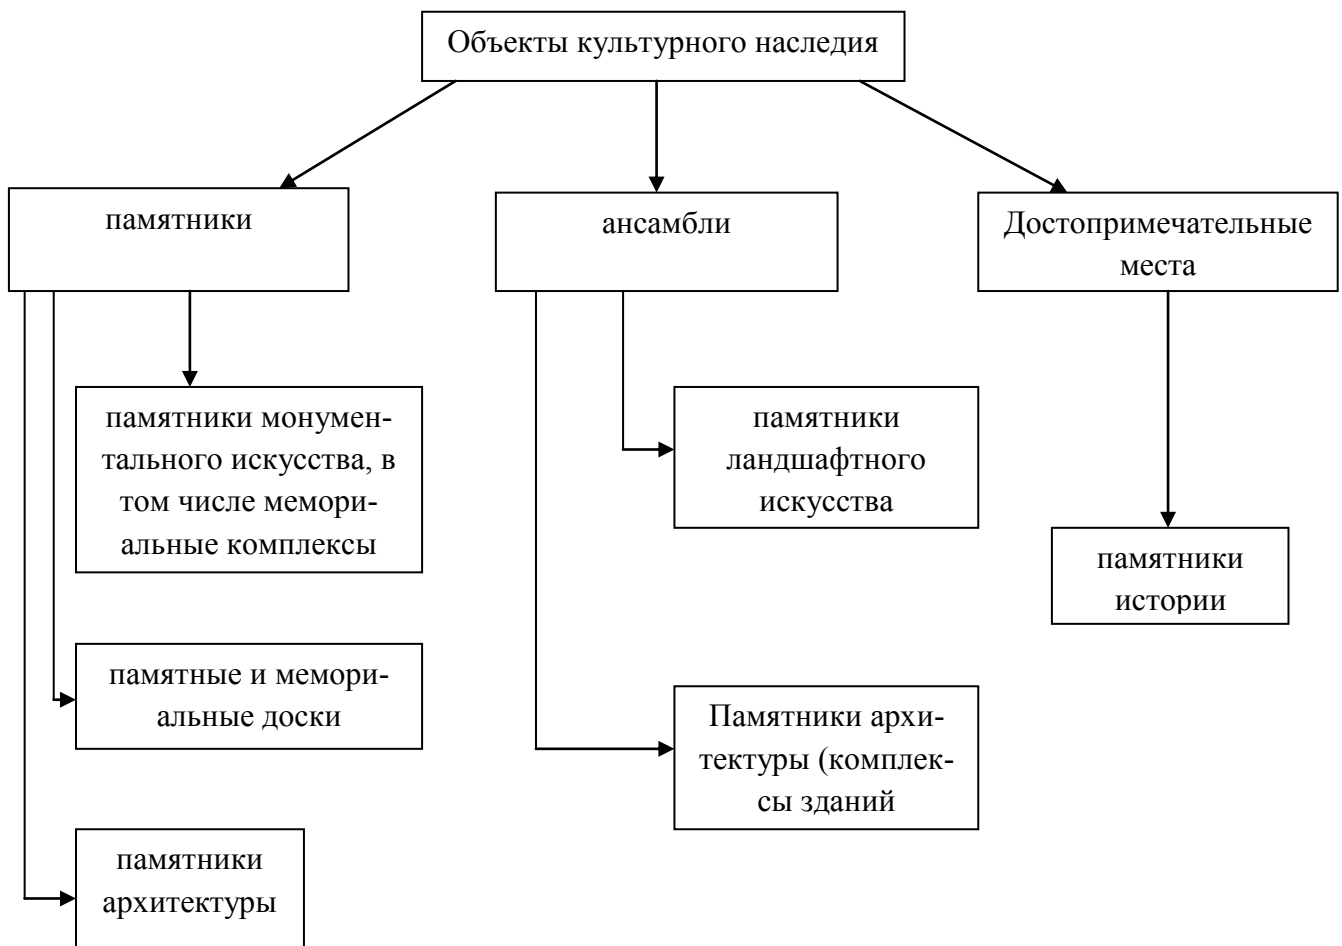 Объекты культурного наследия
памятники
ансамбли
Достопримечательные
места
памятники монумен-
тального искусства, в
том числе мемори-
альные комплексы
памятники
ландшафтного
искусства
памятники
истории
памятные и мемори-
альные доски
Памятники архи-
тектуры (комплек-
сы зданий
памятники
архитектуры